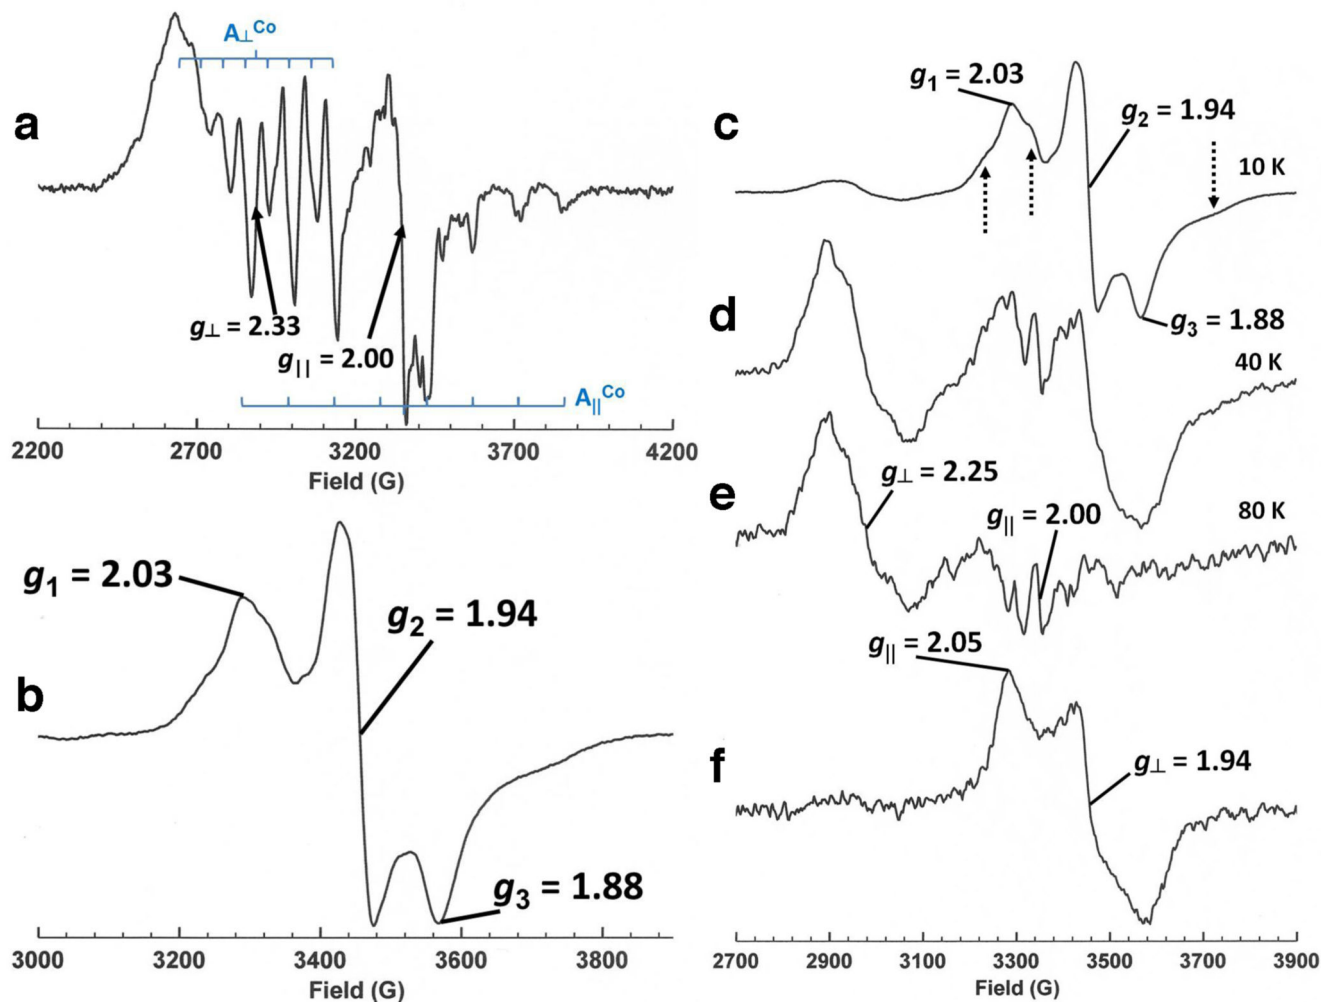 a
A⊥Co
g⊥ = 2.33
g|| = 2.00
A||Co
2200 2700 3200 3700 4200
Field (G)
b
g1 = 2.03
g2 = 1.94
g3 = 1.88
3000 3200 3400 3600 3800
Field (G)
c
g1 = 2.03
g2 = 1.94
10 K
g3 = 1.88
d
40 K
e
g⊥ = 2.25
g|| = 2.00
80 K
f
g|| = 2.05
g⊥ = 1.94
2700 2900 3100 3300 3500 3700 3900
Field (G)